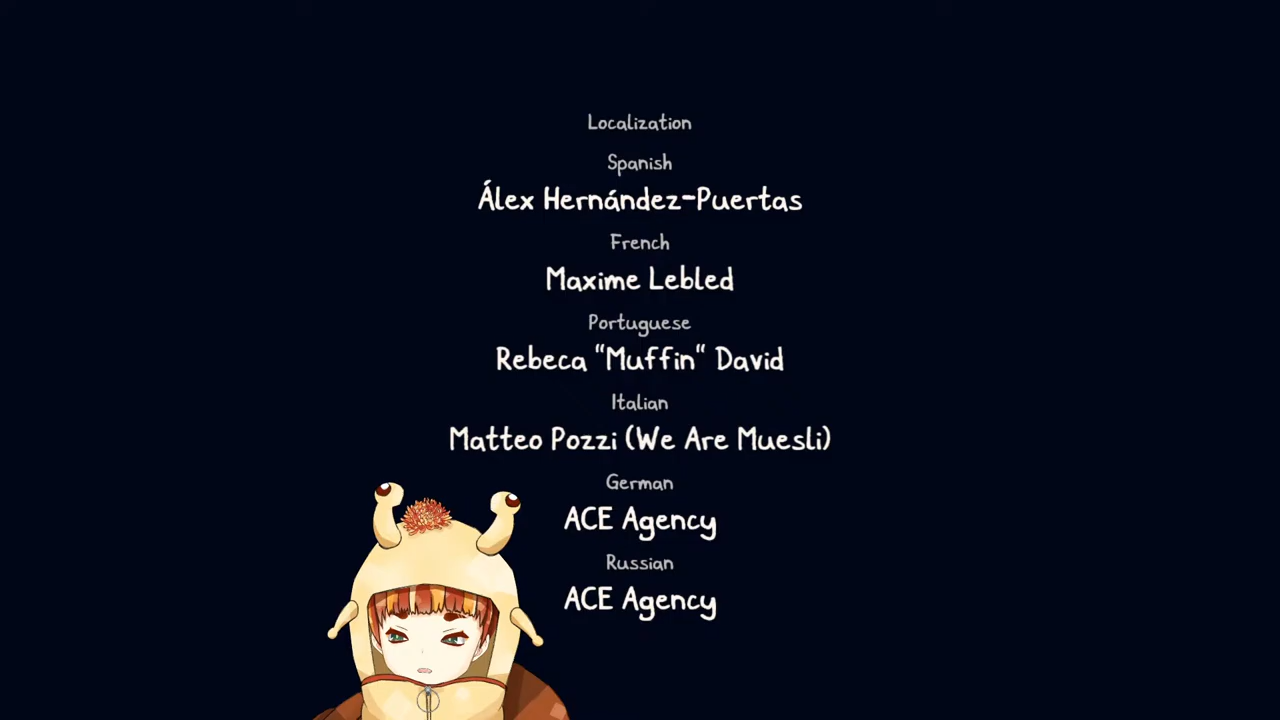 Localization
Spanish
Álex Hernández-Puertas
French
Maxime Lebled
Portuguese
Rebeca “Muffin“ David
Italian
Matteo Pozzi (We Are Muesli)
German
ACE Agency
Russian
ACE Agency